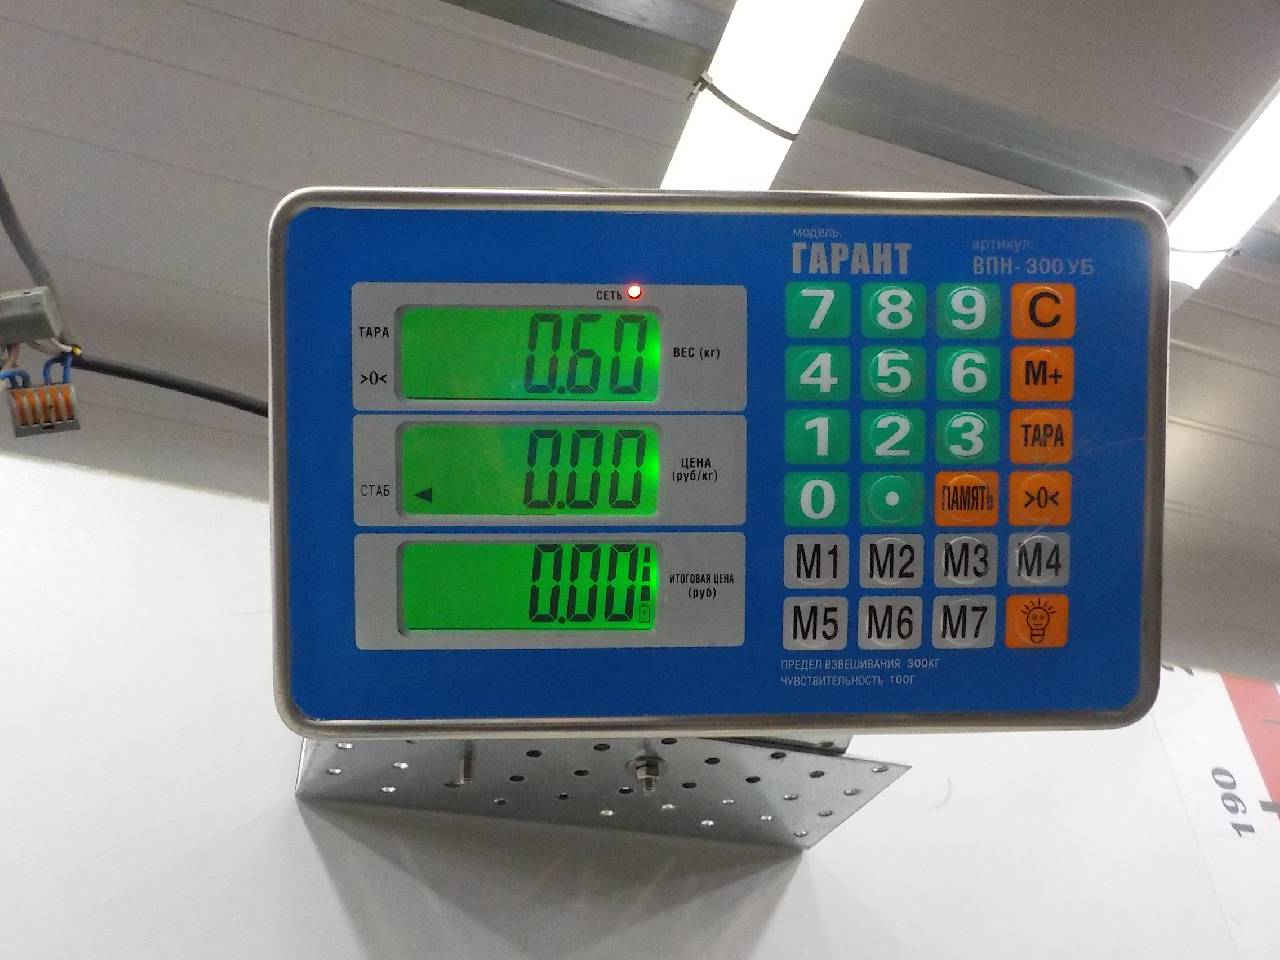 модель:
ГАРАНТ
артикул:
ВПН-300УБ
СЕТЬ
ТАРА
>0<
0.60
ВЕС (кг)
СТАБ
0.00
ЦЕНА
(руб/кг)
0.00
ИТОГОВАЯ ЦЕНА
(руб)
7 8 9 C
4 5 6 M+
1 2 3 ТАРА
0 . ПАМЯТЬ >0<
M1 M2 M3 M4
M5 M6 M7
ПРЕДЕЛ ВЗВЕШИВАНИЯ 300КГ
ЧУВСТВИТЕЛЬНОСТЬ 100Г
190